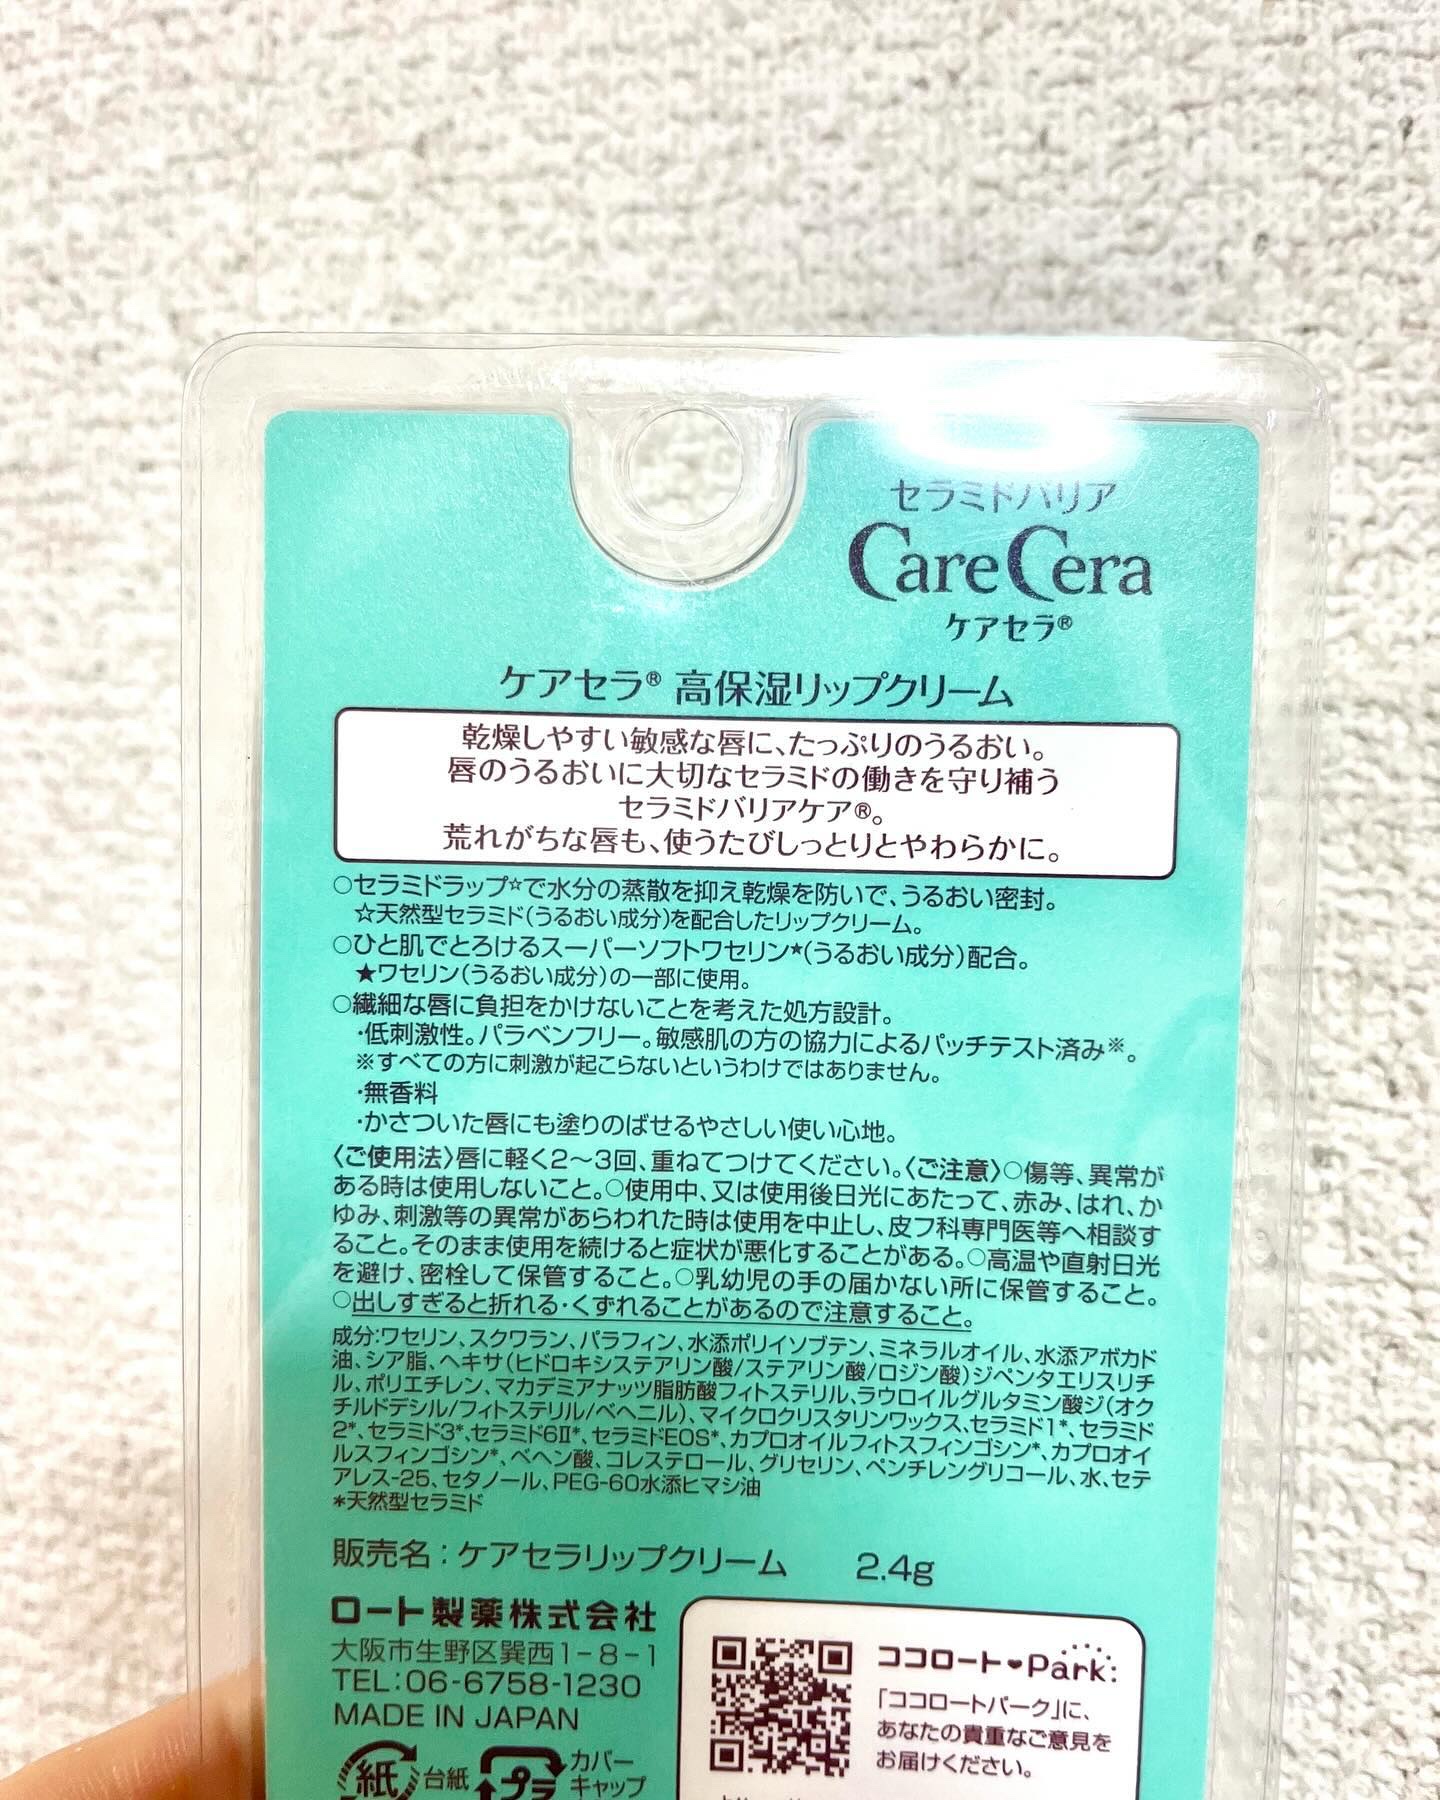 セラミドバリア
CareCera
ケアセラ®
ケアセラ® 高保湿リップクリーム
乾燥しやすい敏感な唇に、たっぷりのうるおい。
唇のうるおいに大切なセラミドの働きを守り補う
セラミドバリアケア®。
荒れがちな唇も、使うたびしっとりとやわらかに。
○セラミドラップ☆で水分の蒸散を抑え乾燥を防いで、うるおい密封。
☆天然型セラミド(うるおい成分)を配合したリップクリーム。
○ひと肌でとろけるスーパーソフトワセリン★(うるおい成分)配合。
★ワセリン(うるおい成分)の一部に使用。
○繊細な唇に負担をかけないことを考えた処方設計。
・低刺激性。パラベンフリー。敏感肌の方の協力によるパッチテスト済み※。
※すべての方に刺激が起こらないというわけではありません。
・無香料
・かさついた唇にも塗りのばせるやさしい使い心地。
〈ご使用法〉唇に軽く2〜3回、重ねてつけてください。〈ご注意〉○傷等、異常が
ある時は使用しないこと。○使用中、又は使用後日光にあたって、赤み、はれ、か
ゆみ、刺激等の異常があらわれた時は使用を中止し、皮フ科専門医等へ相談す
ること。そのまま使用を続けると症状が悪化することがある。○高温や直射日光
を避け、密栓して保管すること。○乳幼児の手の届かない所に保管すること。
○出しすぎると折れる・くずれることがあるので注意すること。
成分:ワセリン、スクワラン、パラフィン、水添ポリイソブテン、ミネラルオイル、水添アボカド
油、シア脂、ヘキサ(ヒドロキシステアリン酸/ステアリン酸/ロジン酸)ジペンタエリスリチ
ル、ポリエチレン、マカデミアナッツ脂肪酸フィトステリル、ラウロイルグルタミン酸ジ(オク
チルドデシル/フィトステリル/ベヘニル)、マイクロクリスタリンワックス、セラミド1*、セラミド
2*、セラミド3*、セラミド6Ⅱ*、セラミドEOS*、カプロオイルフィトスフィンゴシン*、カプロオイ
ルスフィンゴシン*、ベヘン酸、コレステロール、グリセリン、ペンチレングリコール、水、セテ
アレス-25、セタノール、PEG-60水添ヒマシ油
*天然型セラミド
販売名：ケアセラリップクリーム 2.4g
ロート製薬株式会社
大阪市生野区巽西1-8-1
TEL:06-6758-1230
MADE IN JAPAN
紙 台紙 プラ カバー
キャップ
ココロート♥Park
「ココロートパーク」に、
あなたの貴重なご意見を
お届けください。